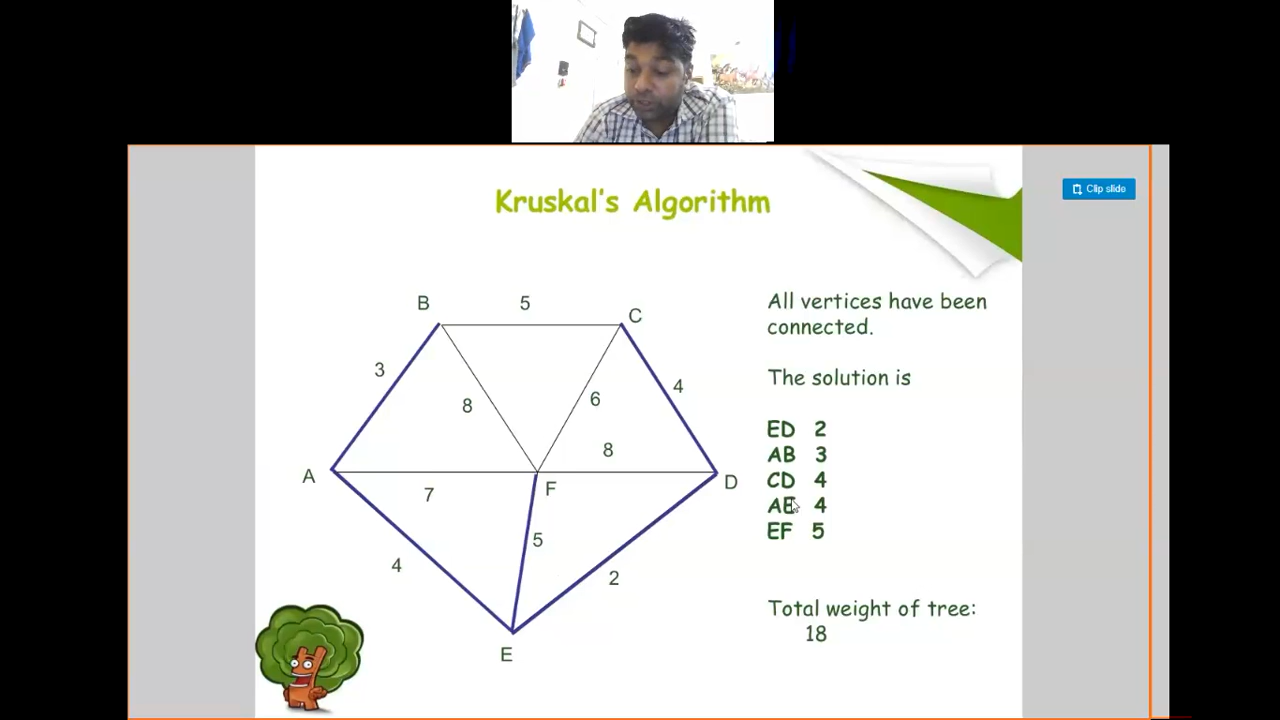 Clip slide
Kruskal's Algorithm
B
5
C
3
8
6
4
8
A
7
F
D
4
5
2
E
All vertices have been
connected.
The solution is
ED 2
AB 3
CD 4
AE 4
EF 5
Total weight of tree:
18